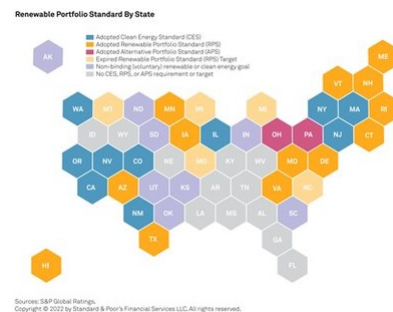 Renewable Portfolio Standard By State
Adopted Clean Energy Standard (CES)
Adopted Renewable Portfolio Standard (RPS)
Adopted Alternative Portfolio Standard (APS)
Expired Renewable Portfolio Standard (RPS) Target
Non-binding (voluntary) renewable or clean energy goal
No CES, RPS, or APS requirement or target
AK
ME
VT NH
WA MT ND MN WI MI NY MA RI
ID WY SD IA IL IN OH PA NJ CT
OR NV CO NE MO KY WV MD DE
CA AZ UT KS AR TN VA NC
NM OK LA MS AL SC
TX GA
HI FL
Sources: S&P Global Ratings.
Copyright © 2022 by Standard & Poor's Financial Services LLC. All rights reserved.